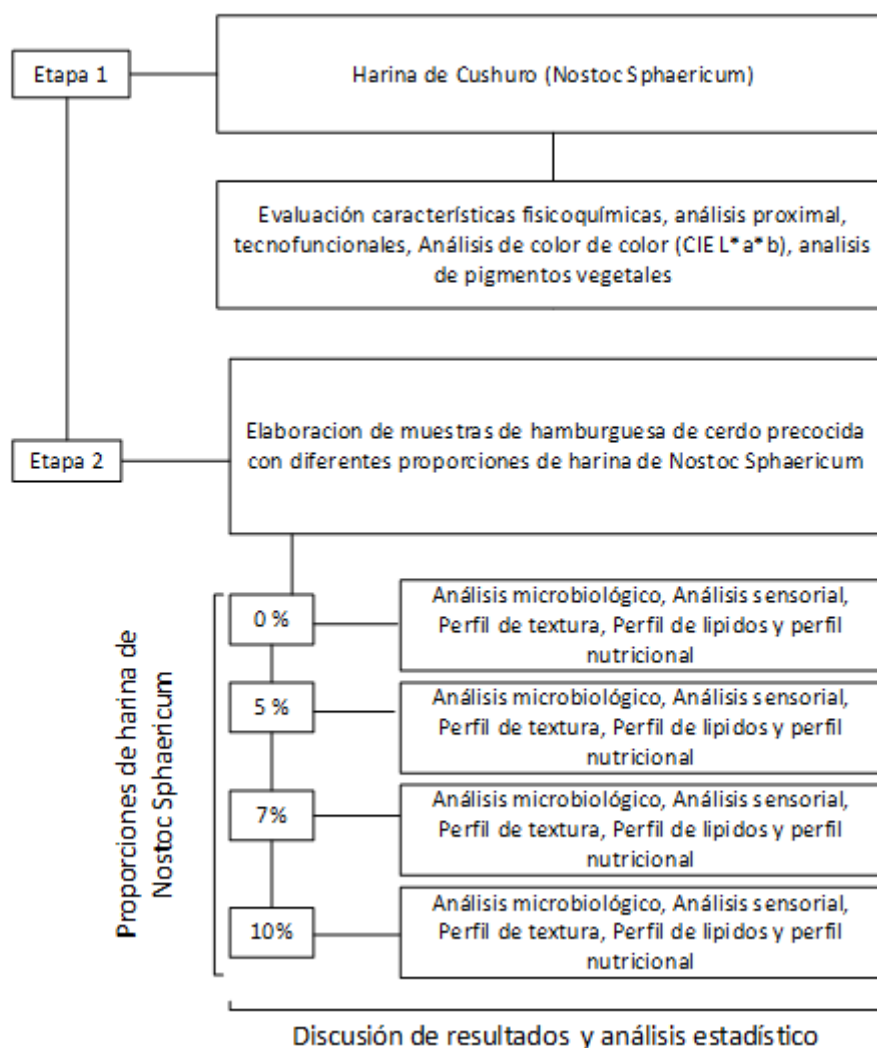 Etapa 1
Harina de Cushuro (Nostoc Sphaericum)
Evaluación características fisicoquímicas, análisis proximal,
tecnofuncionales, Análisis de color de color (CIE L*a*b), analisis
de pigmentos vegetales
Etapa 2
Elaboracion de muestras de hamburguesa de cerdo precocida
con diferentes proporciones de harina de Nostoc Sphaericum
Proporciones de harina de
Nostoc Sphaericum
0 %
Análisis microbiológico, Análisis sensorial,
Perfil de textura, Perfil de lipidos y perfil
nutricional
5 %
Análisis microbiológico, Análisis sensorial,
Perfil de textura, Perfil de lipidos y perfil
nutricional
7%
Análisis microbiológico, Análisis sensorial,
Perfil de textura, Perfil de lipidos y perfil
nutricional
10%
Análisis microbiológico, Análisis sensorial,
Perfil de textura, Perfil de lipidos y perfil
nutricional
Discusión de resultados y análisis estadístico